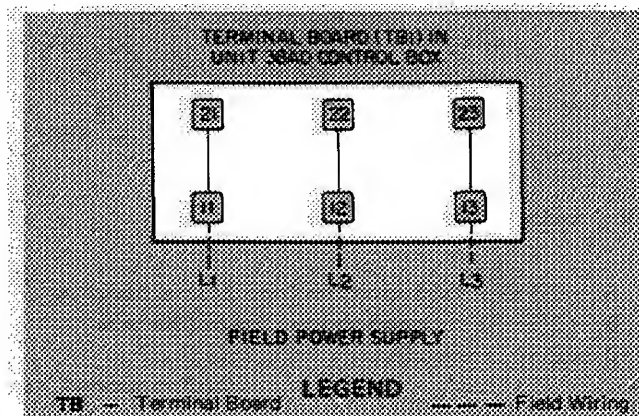 TERMINAL BOARD (TB1) IN
UNIT 38AD CONTROL BOX
21 22 23
11 12 13
L1 L2 L3
FIELD POWER SUPPLY
LEGEND
TB — Terminal Board ——— Field Wiring